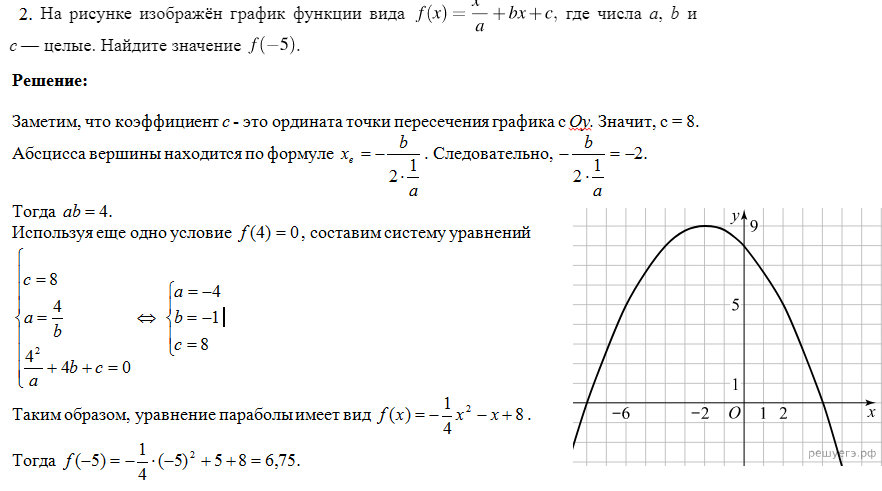 2. На рисунке изображён график функции вида f(x) = x/a + bx + c, где числа a, b и
c — целые. Найдите значение f(−5).
Решение:
Заметим, что коэффициент c - это ордината точки пересечения графика с Oy. Значит, c = 8.
Абсцисса вершины находится по формуле xв = −b/(2·1/a). Следовательно, −b/(2·1/a) = −2.
Тогда ab = 4.
Используя еще одно условие f(4) = 0, составим систему уравнений
{c = 8; a = 4/b; 4²/a + 4b + c = 0 ⇔ {a = −4; b = −1; c = 8
Таким образом, уравнение параболы имеет вид f(x) = −1/4 x² − x + 8.
Тогда f(−5) = −1/4·(−5)² + 5 + 8 = 6,75.
y 9
5
1
−6 −2 O 1 2 x
решуегэ.рф